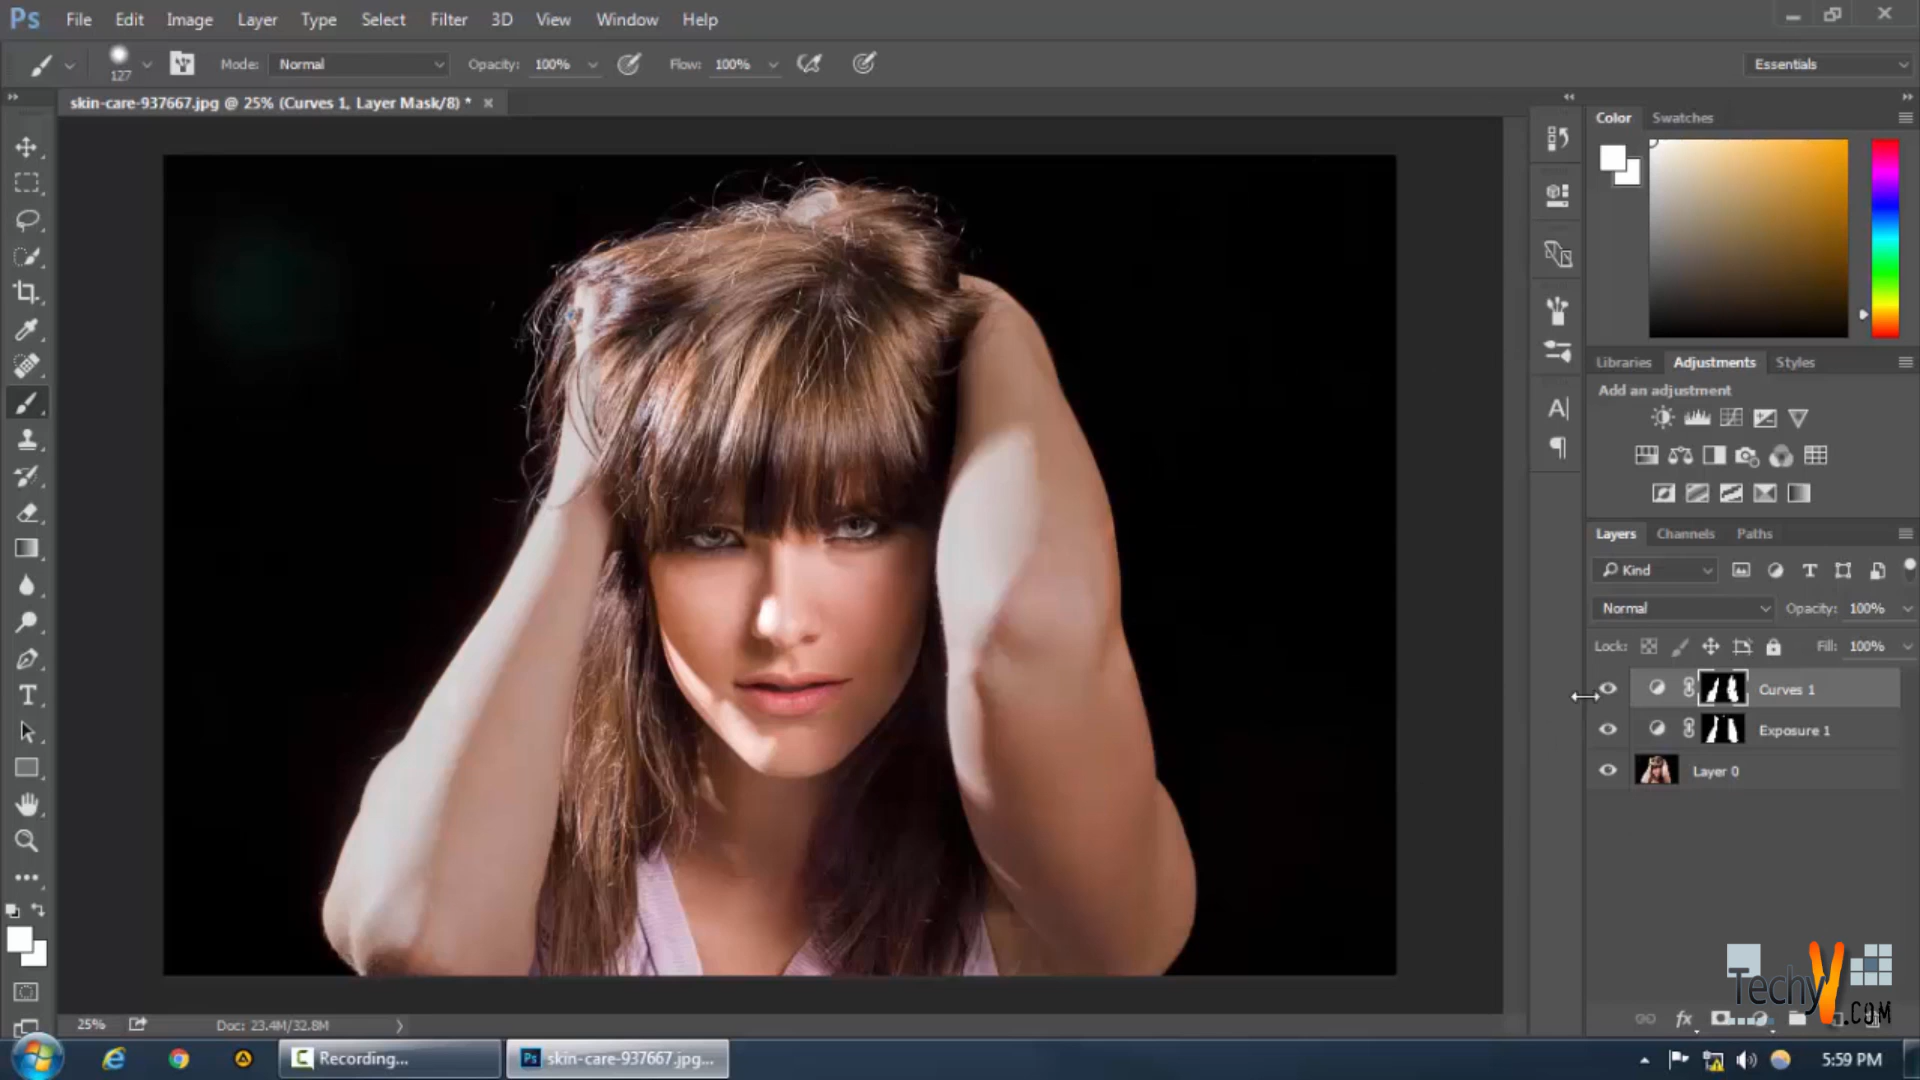 Ps File Edit Image Layer Type Select Filter 3D View Window Help
127 Mode: Normal Opacity: 100% Flow: 100% Essentials
skin-care-937667.jpg @ 25% (Curves 1, Layer Mask/8) *
Color Swatches
Libraries Adjustments Styles
Add an adjustment
Layers Channels Paths
Kind
Normal Opacity: 100%
Lock: Fill: 100%
Curves 1
Exposure 1
Layer 0
TechyV
.COM
fx
25% Doc: 23.4M/32.8M
Recording... Ps skin-care-937667.jpg... 5:59 PM